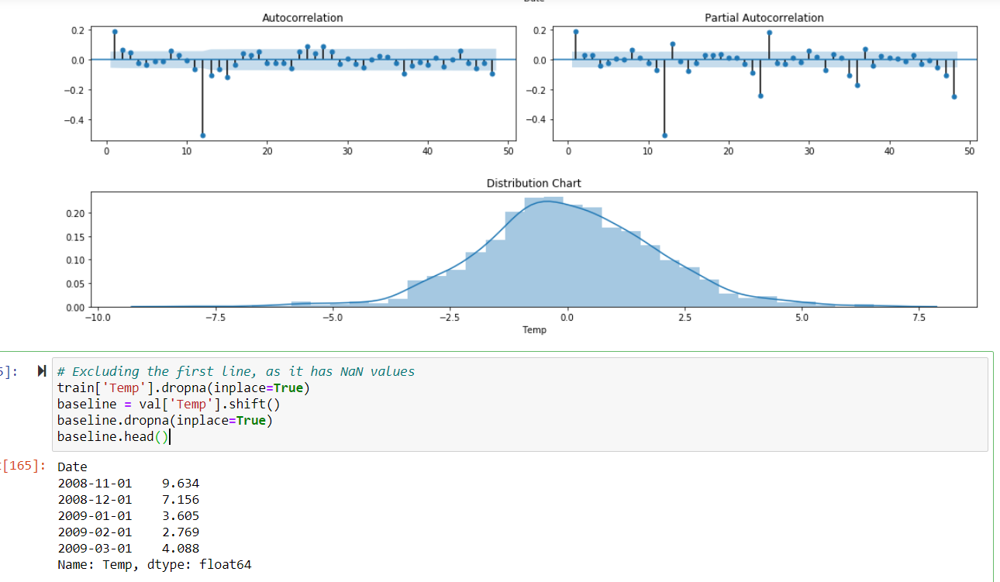 Autocorrelation
Partial Autocorrelation
0.2
0.0
−0.2
−0.4
0 10 20 30 40 50
0.2
0.0
−0.2
−0.4
0 10 20 30 40 50
Distribution Chart
0.20
0.15
0.10
0.05
0.00
−10.0 −7.5 −5.0 −2.5 0.0 2.5 5.0 7.5
Temp
]:
# Excluding the first line, as it has NaN values
train['Temp'].dropna(inplace=True)
baseline = val['Temp'].shift()
baseline.dropna(inplace=True)
baseline.head()
[165]:
Date
2008-11-01 9.634
2008-12-01 7.156
2009-01-01 3.605
2009-02-01 2.769
2009-03-01 4.088
Name: Temp, dtype: float64